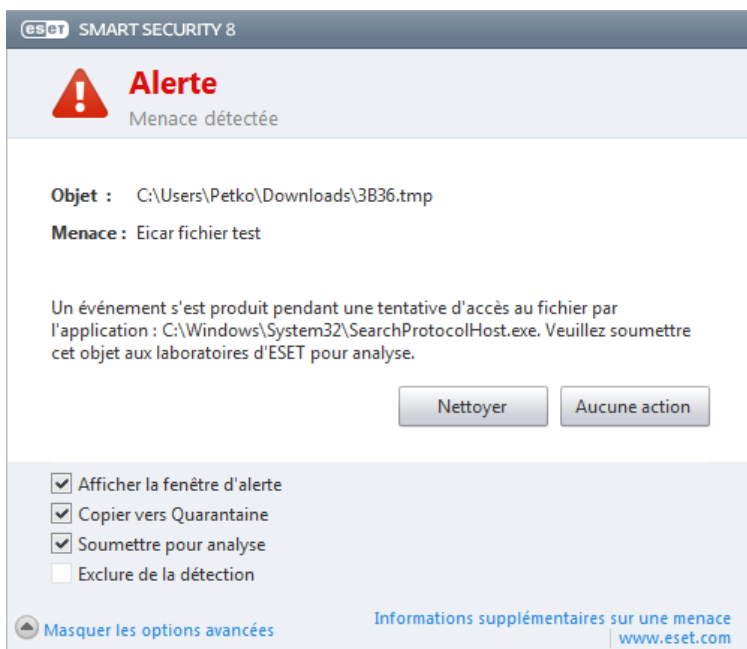 eset SMART SECURITY 8
Alerte
Menace détectée
Objet : C:\Users\Petko\Downloads\3B36.tmp
Menace : Eicar fichier test
Un événement s'est produit pendant une tentative d'accès au fichier par
l'application : C:\Windows\System32\SearchProtocolHost.exe. Veuillez soumettre
cet objet aux laboratoires d'ESET pour analyse.
Nettoyer Aucune action
Afficher la fenêtre d'alerte
Copier vers Quarantaine
Soumettre pour analyse
Exclure de la détection
Masquer les options avancées
Informations supplémentaires sur une menace
www.eset.com